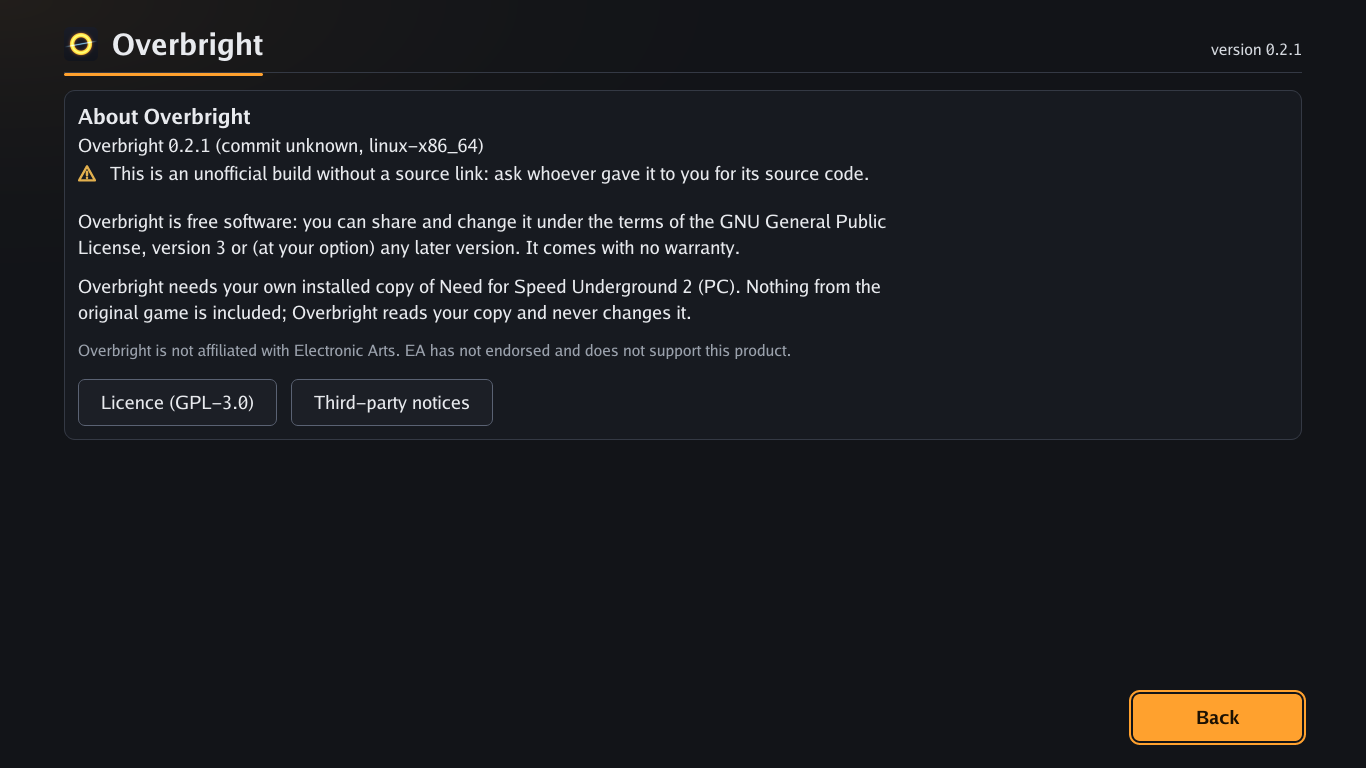 Overbright
version 0.2.1
About Overbright
Overbright 0.2.1 (commit unknown, linux-x86_64)
This is an unofficial build without a source link: ask whoever gave it to you for its source code.
Overbright is free software: you can share and change it under the terms of the GNU General Public
License, version 3 or (at your option) any later version. It comes with no warranty.
Overbright needs your own installed copy of Need for Speed Underground 2 (PC). Nothing from the
original game is included; Overbright reads your copy and never changes it.
Overbright is not affiliated with Electronic Arts. EA has not endorsed and does not support this product.
Licence (GPL-3.0)
Third-party notices
Back